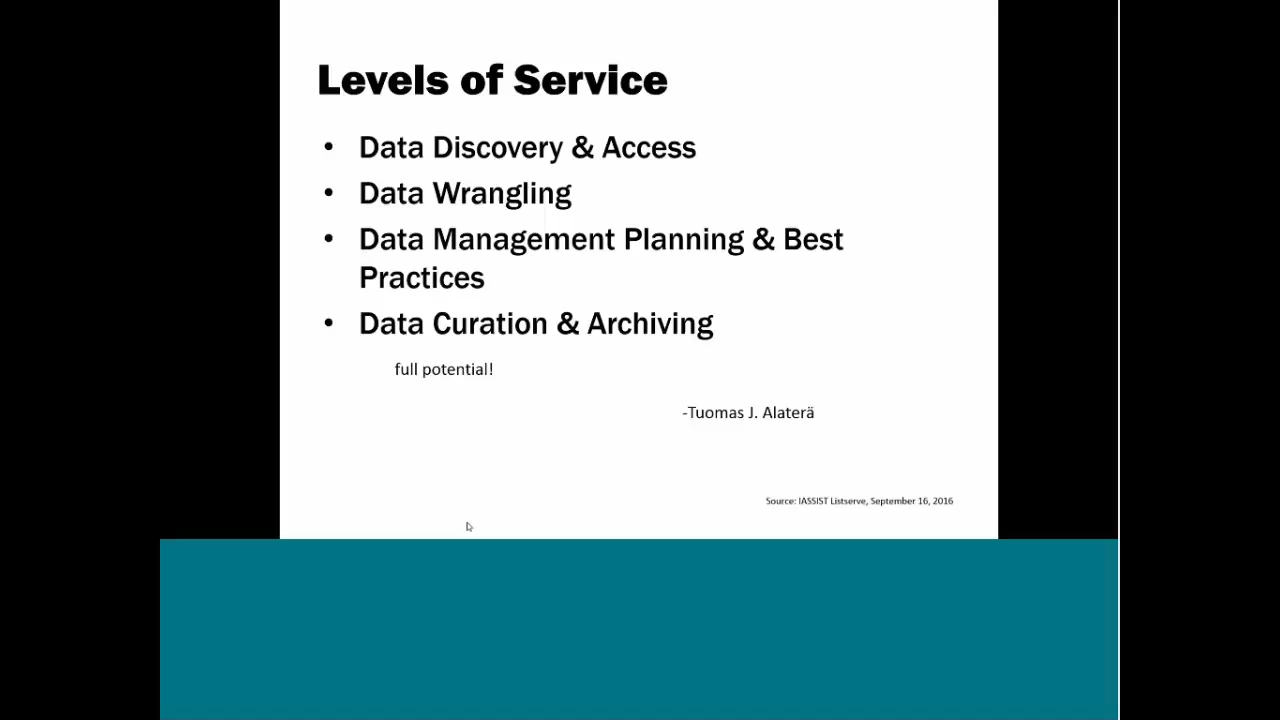 Levels of Service
• Data Discovery & Access
• Data Wrangling
• Data Management Planning & Best
Practices
• Data Curation & Archiving
full potential!
-Tuomas J. Alaterä
Source: IASSIST Listserve, September 16, 2016